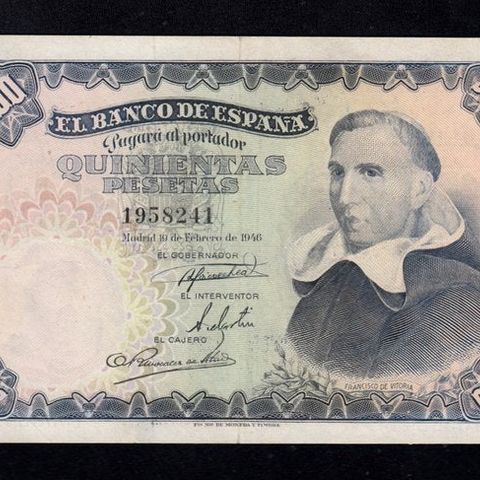 EL BANCO DE ESPAÑA
Pagará al portador
QUINIENTAS
PESETAS
1958241
Madrid 19 de Febrero de 1946
EL GOBERNADOR
EL INTERVENTOR
EL CAJERO
FRANCISCO DE VITORIA